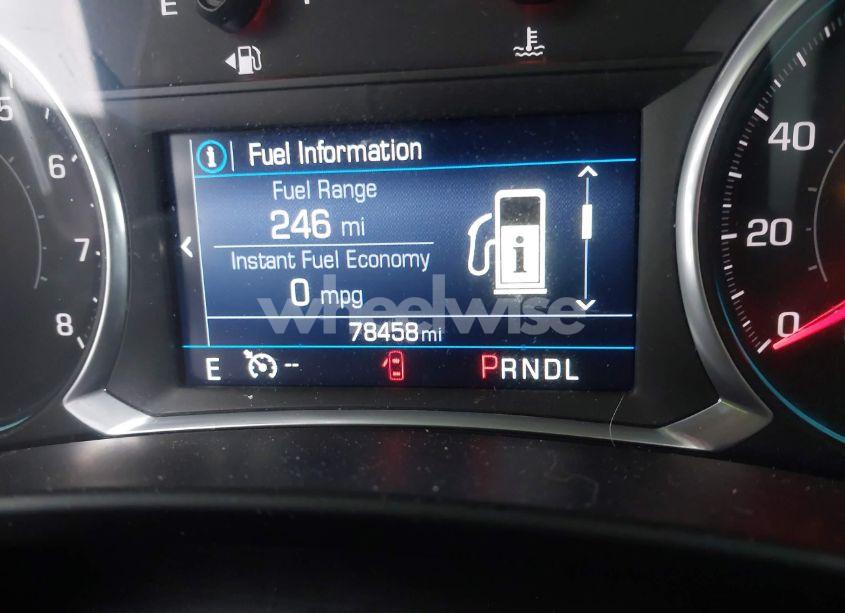 E
5
6
7
8
Fuel Information
Fuel Range
246 mi
Instant Fuel Economy
0 mpg
wheelwise
78458 mi
E -- PRNDL
40
20
0